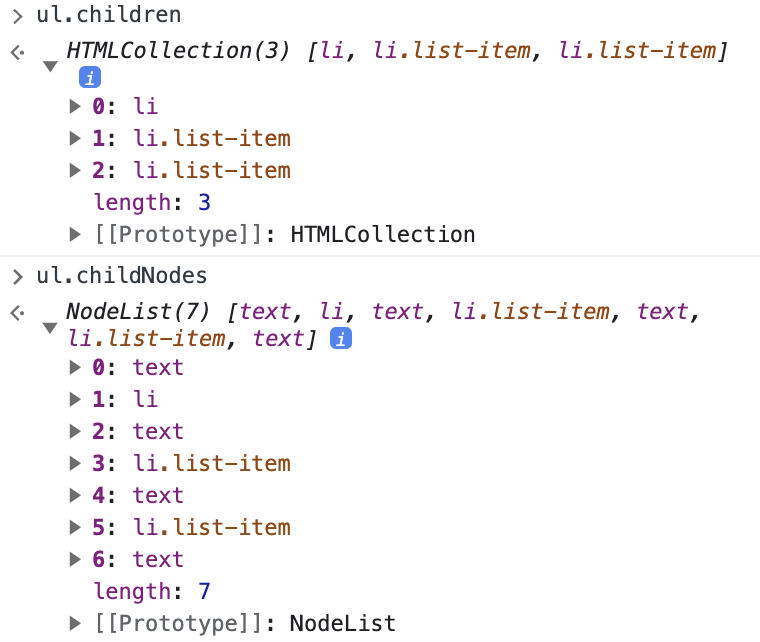 > ul.children
HTMLCollection(3) [li, li.list-item, li.list-item]
i
0: li
1: li.list-item
2: li.list-item
length: 3
[[Prototype]]: HTMLCollection
> ul.childNodes
NodeList(7) [text, li, text, li.list-item, text,
li.list-item, text] i
0: text
1: li
2: text
3: li.list-item
4: text
5: li.list-item
6: text
length: 7
[[Prototype]]: NodeList